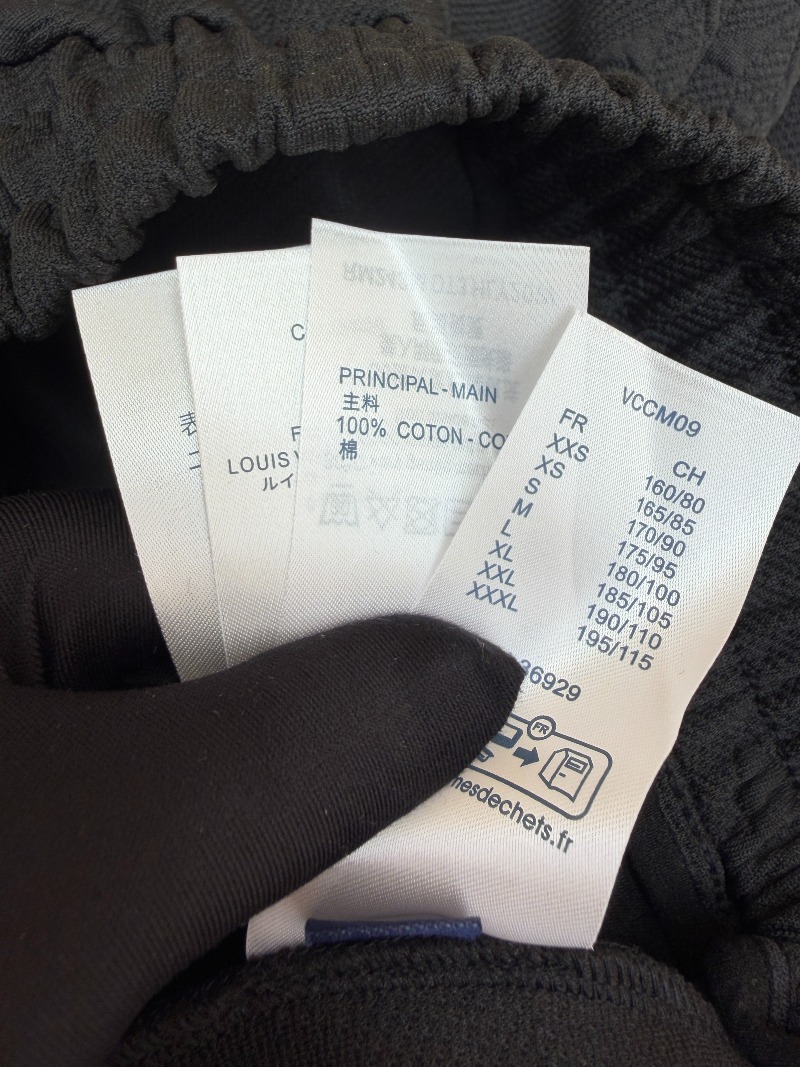 表
C
LOUIS
ルイ
PRINCIPAL - MAIN
主料
100% COTON - CO
棉
VCCM09
FR CH
XXS 160/80
XS 165/85
S 170/90
M 175/95
L 180/100
XL 185/105
XXL 190/110
XXXL 195/115
36929
FR
mesdechets.fr